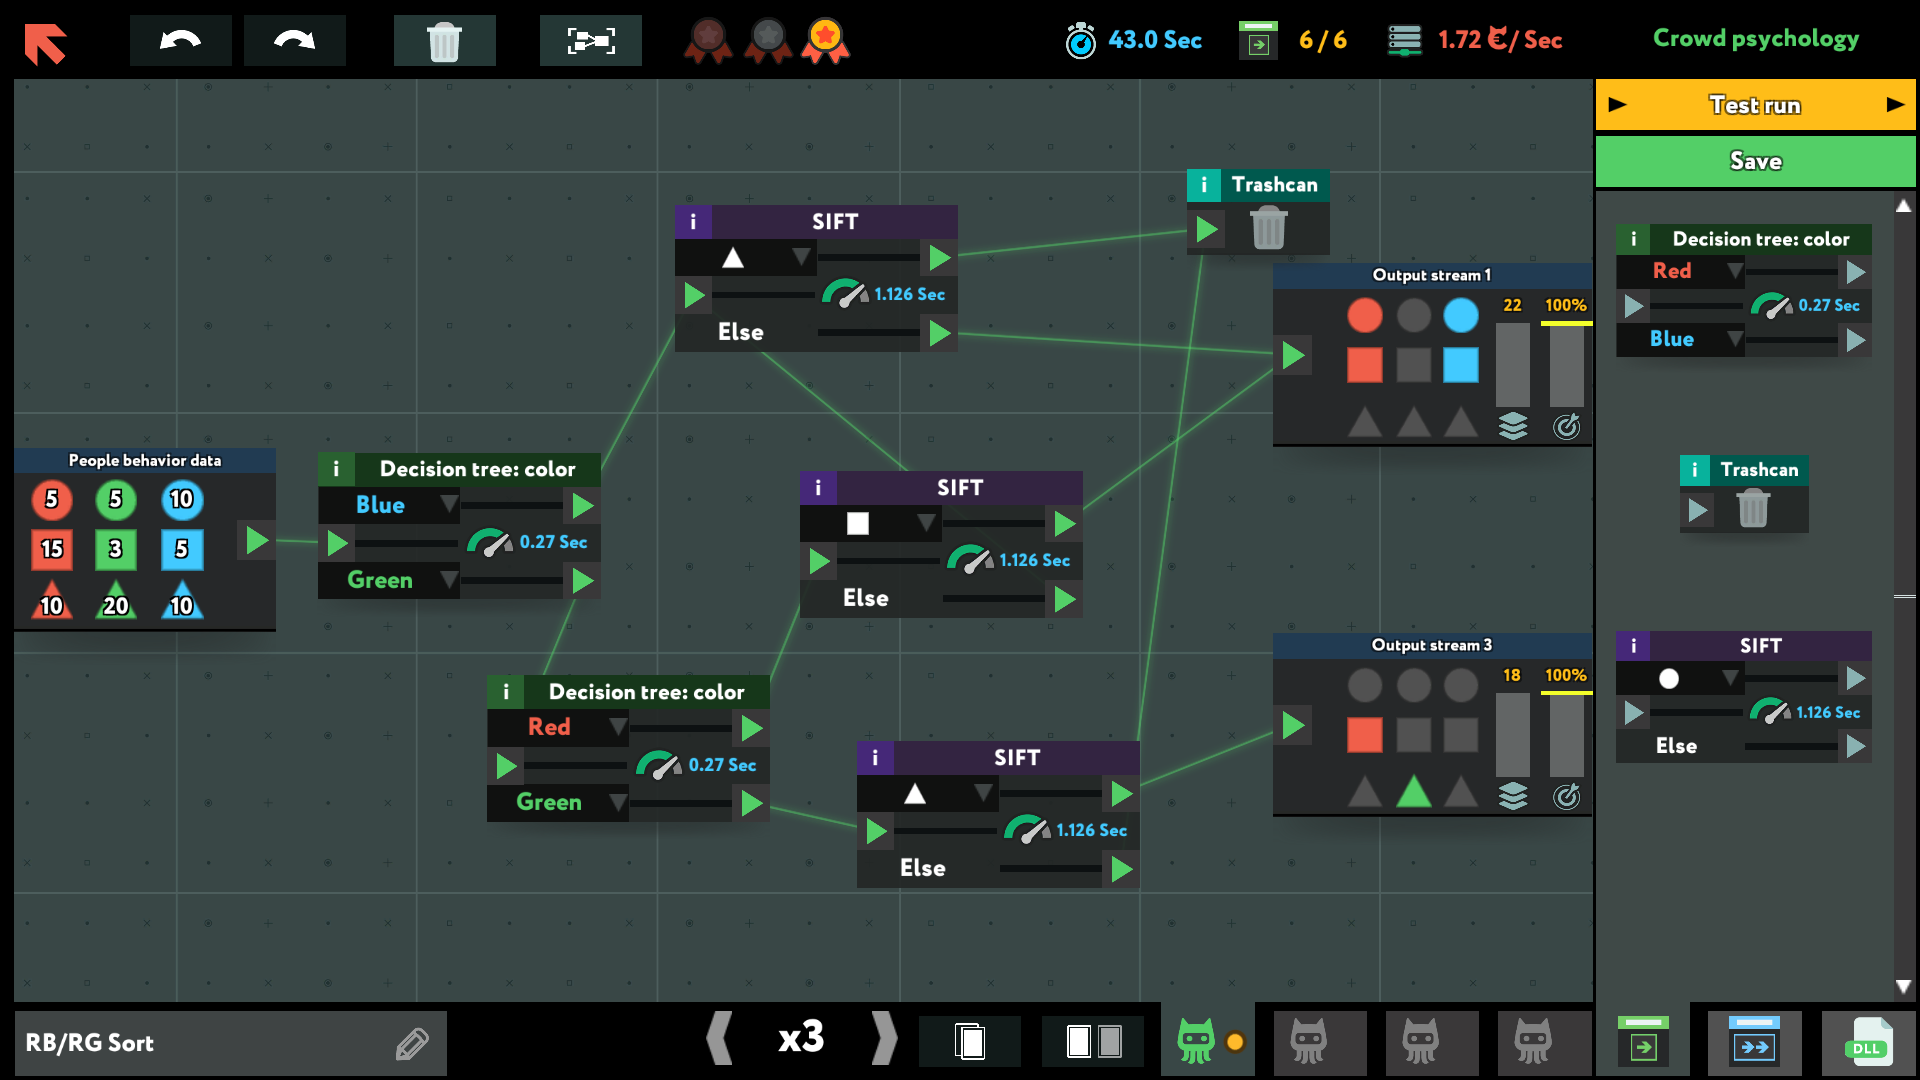 43.0 Sec
6/6
1.72 €/ Sec
Crowd psychology
Test run
Save
i Trashcan
i SIFT
1.126 Sec
Else
Output stream 1
22
100%
i Decision tree: color
Red
0.27 Sec
Blue
People behavior data
5
5
10
15
3
5
10
20
10
i Decision tree: color
Blue
0.27 Sec
Green
i SIFT
1.126 Sec
Else
i Trashcan
i Decision tree: color
Red
0.27 Sec
Green
i SIFT
1.126 Sec
Else
Output stream 3
18
100%
i SIFT
1.126 Sec
Else
RB/RG Sort
x3
DLL